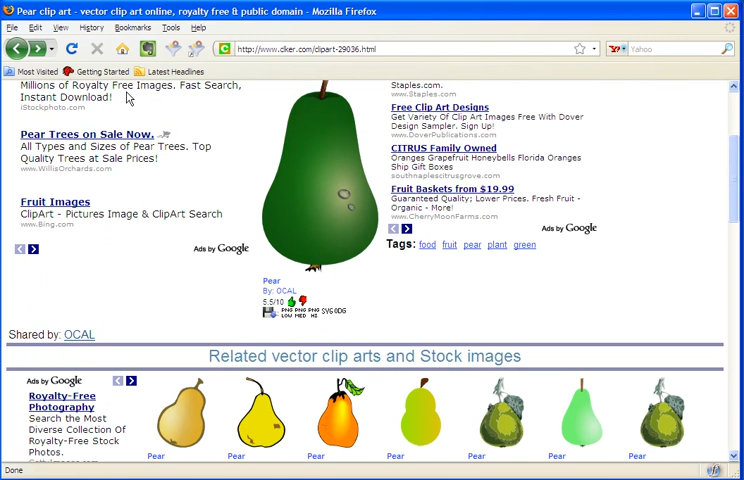 Pear clip art - vector clip art online, royalty free & public domain - Mozilla Firefox
File Edit View History Bookmarks Tools Help
http://www.clker.com/clipart-29036.html
Yahoo
Most Visited Getting Started Latest Headlines
Millions of Royalty Free Images. Fast Search,
Instant Download!
iStockphoto.com
Pear Trees on Sale Now.
All Types and Sizes of Pear Trees. Top
Quality Trees at Sale Prices!
www.WillisOrchards.com
Fruit Images
ClipArt - Pictures Image & ClipArt Search
www.Bing.com
Ads by Google
Staples.com.
www.Staples.com
Free Clip Art Designs
Get Variety Of Clip Art Images Free With Dover
Design Sampler. Sign Up!
www.DoverPublications.com
CITRUS Family Owned
Oranges Grapefruit Honeybells Florida Oranges
Ship Gift Boxes
southnaplescitrusgrove.com
Fruit Baskets from $19.99
Guaranteed Quality; Lower Prices. Fresh Fruit -
Organic - More!
www.CherryMoonFarms.com
Ads by Google
Tags: food fruit pear plant green
Pear
By: OCAL
5.5/10
PNG PNG PNG SVG ODG
LOW MED HI
Shared by: OCAL
Related vector clip arts and Stock images
Ads by Google
Royalty-Free
Photography
Search the Most
Diverse Collection Of
Royalty-Free Stock
Photos.
Pear Pear Pear Pear Pear Pear Pear
Done